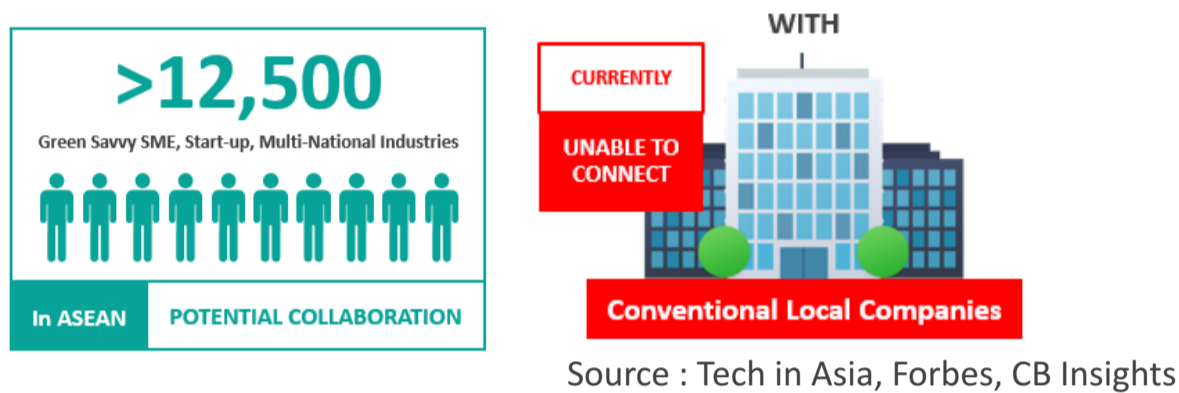 >12,500
Green Savvy SME, Start-up, Multi-National Industries
In ASEAN
POTENTIAL COLLABORATION
WITH
CURRENTLY
UNABLE TO
CONNECT
Conventional Local Companies
Source : Tech in Asia, Forbes, CB Insights